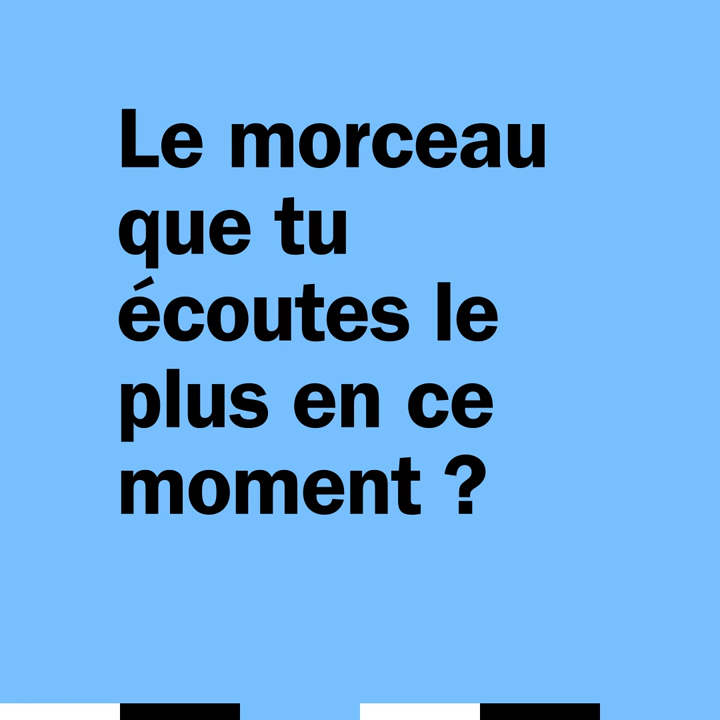 Le morceau
que tu
écoutes le
plus en ce
moment ?